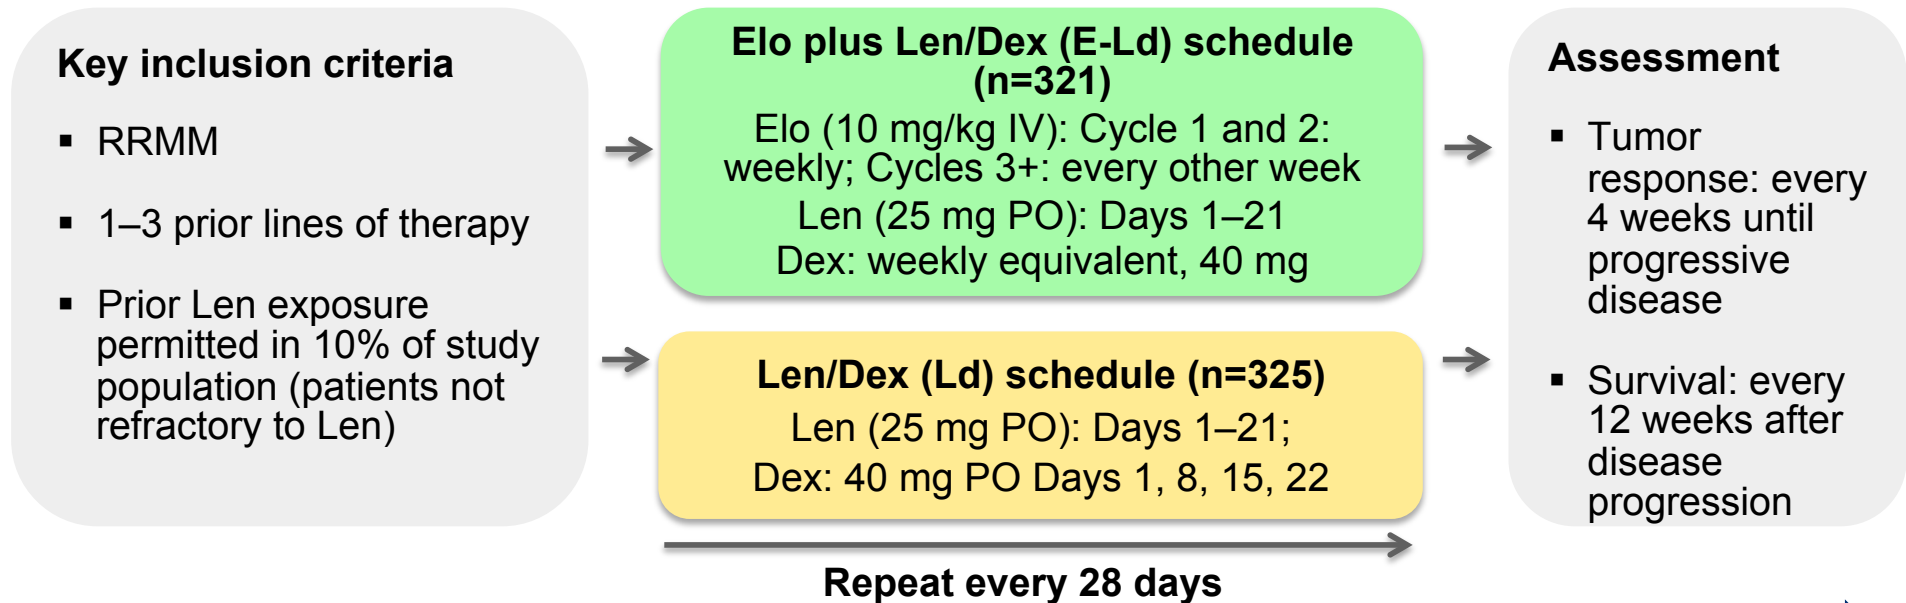 Key inclusion criteria
▪ RRMM
▪ 1–3 prior lines of therapy
▪ Prior Len exposure
permitted in 10% of study
population (patients not
refractory to Len)
Elo plus Len/Dex (E-Ld) schedule
(n=321)
Elo (10 mg/kg IV): Cycle 1 and 2:
weekly; Cycles 3+: every other week
Len (25 mg PO): Days 1–21
Dex: weekly equivalent, 40 mg
Len/Dex (Ld) schedule (n=325)
Len (25 mg PO): Days 1–21;
Dex: 40 mg PO Days 1, 8, 15, 22
Repeat every 28 days
Assessment
▪ Tumor
response: every
4 weeks until
progressive
disease
▪ Survival: every
12 weeks after
disease
progression